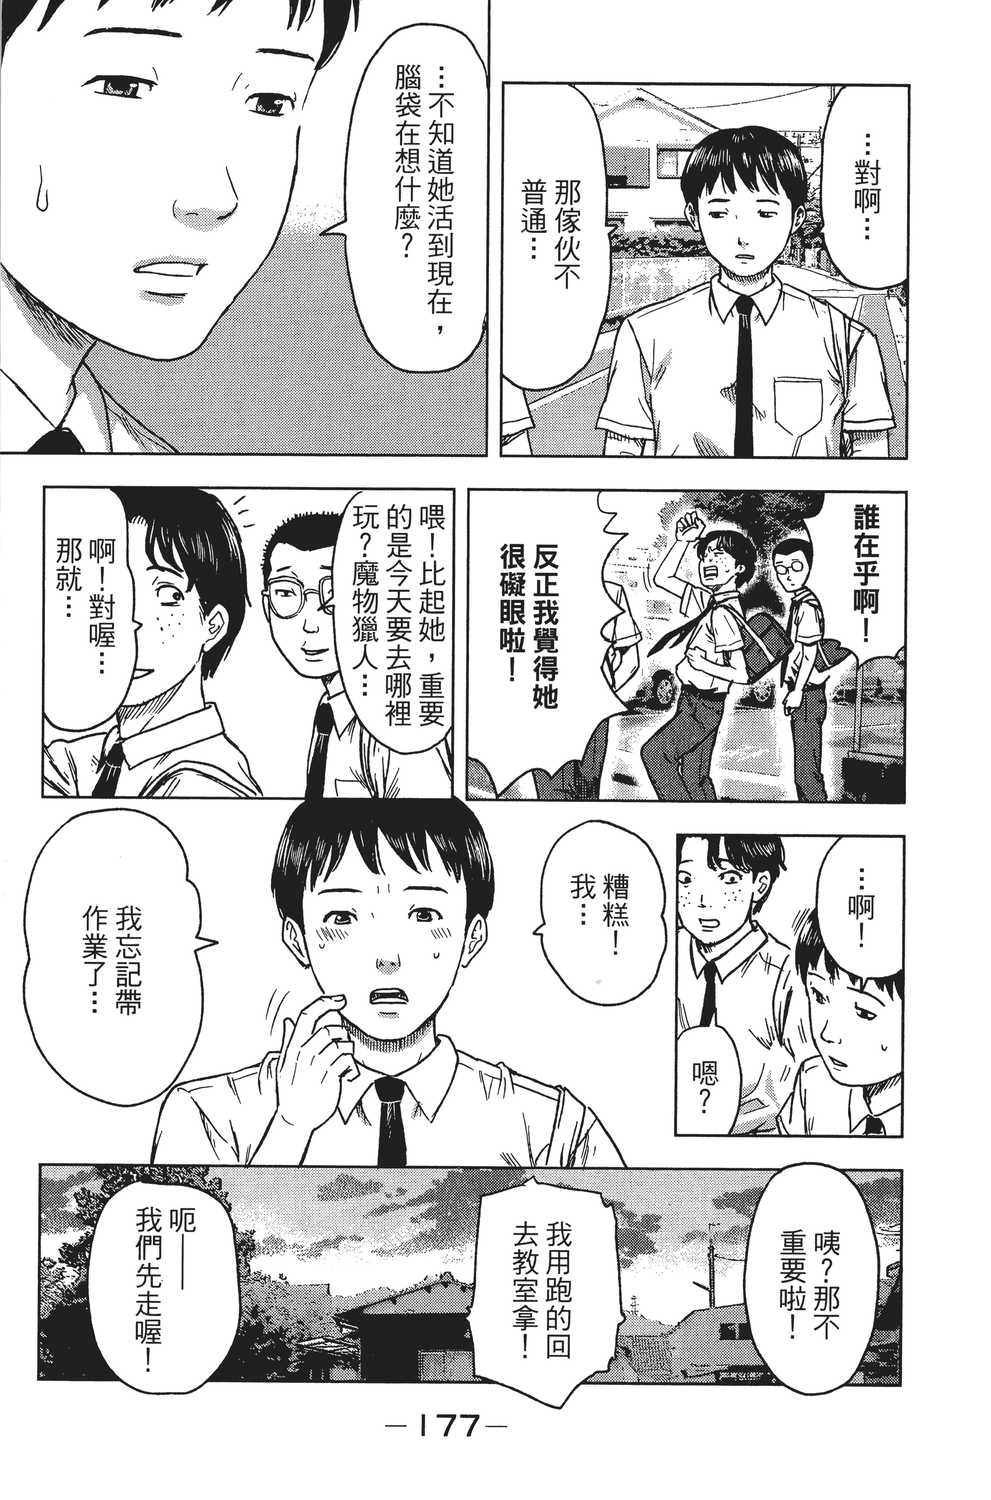 …對啊…
那傢伙不
普通…
…不知道她活到現在，
腦袋在想什麼？
誰在乎啊！
反正我覺得她
很礙眼啦！
喂！比起她，重要
的是今天要去哪裡
玩？魔物獵人…
啊！對喔…
那就…
…啊！
嗯？
糟糕！
我…
我忘記帶
作業了…
咦？那不
重要啦！
我用跑的回
去教室拿！
呃——
我們先走喔！
—177—